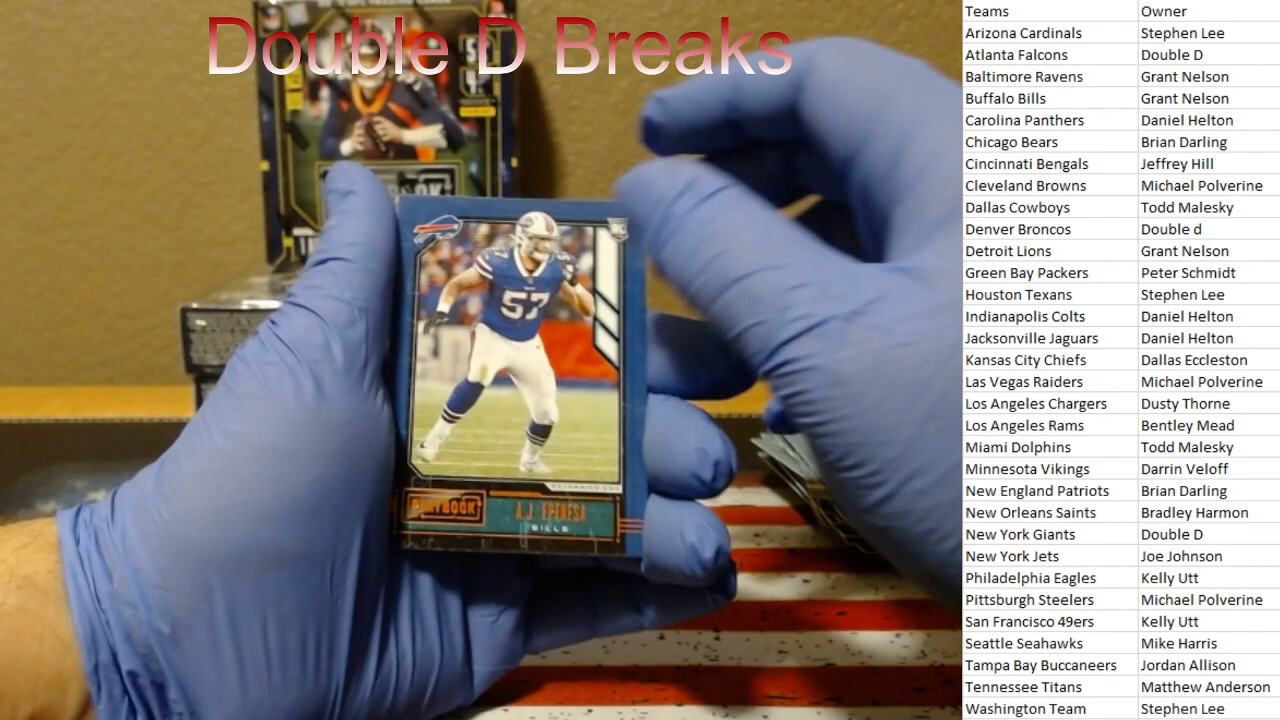 Double D Breaks
57
PLAYBOOK
A.J. EPENESA
BILLS
Teams Owner
Arizona Cardinals Stephen Lee
Atlanta Falcons Double D
Baltimore Ravens Grant Nelson
Buffalo Bills Grant Nelson
Carolina Panthers Daniel Helton
Chicago Bears Brian Darling
Cincinnati Bengals Jeffrey Hill
Cleveland Browns Michael Polverine
Dallas Cowboys Todd Malesky
Denver Broncos Double d
Detroit Lions Grant Nelson
Green Bay Packers Peter Schmidt
Houston Texans Stephen Lee
Indianapolis Colts Daniel Helton
Jacksonville Jaguars Daniel Helton
Kansas City Chiefs Dallas Eccleston
Las Vegas Raiders Michael Polverine
Los Angeles Chargers Dusty Thorne
Los Angeles Rams Bentley Mead
Miami Dolphins Todd Malesky
Minnesota Vikings Darrin Veloff
New England Patriots Brian Darling
New Orleans Saints Bradley Harmon
New York Giants Double D
New York Jets Joe Johnson
Philadelphia Eagles Kelly Utt
Pittsburgh Steelers Michael Polverine
San Francisco 49ers Kelly Utt
Seattle Seahawks Mike Harris
Tampa Bay Buccaneers Jordan Allison
Tennessee Titans Matthew Anderson
Washington Team Stephen Lee